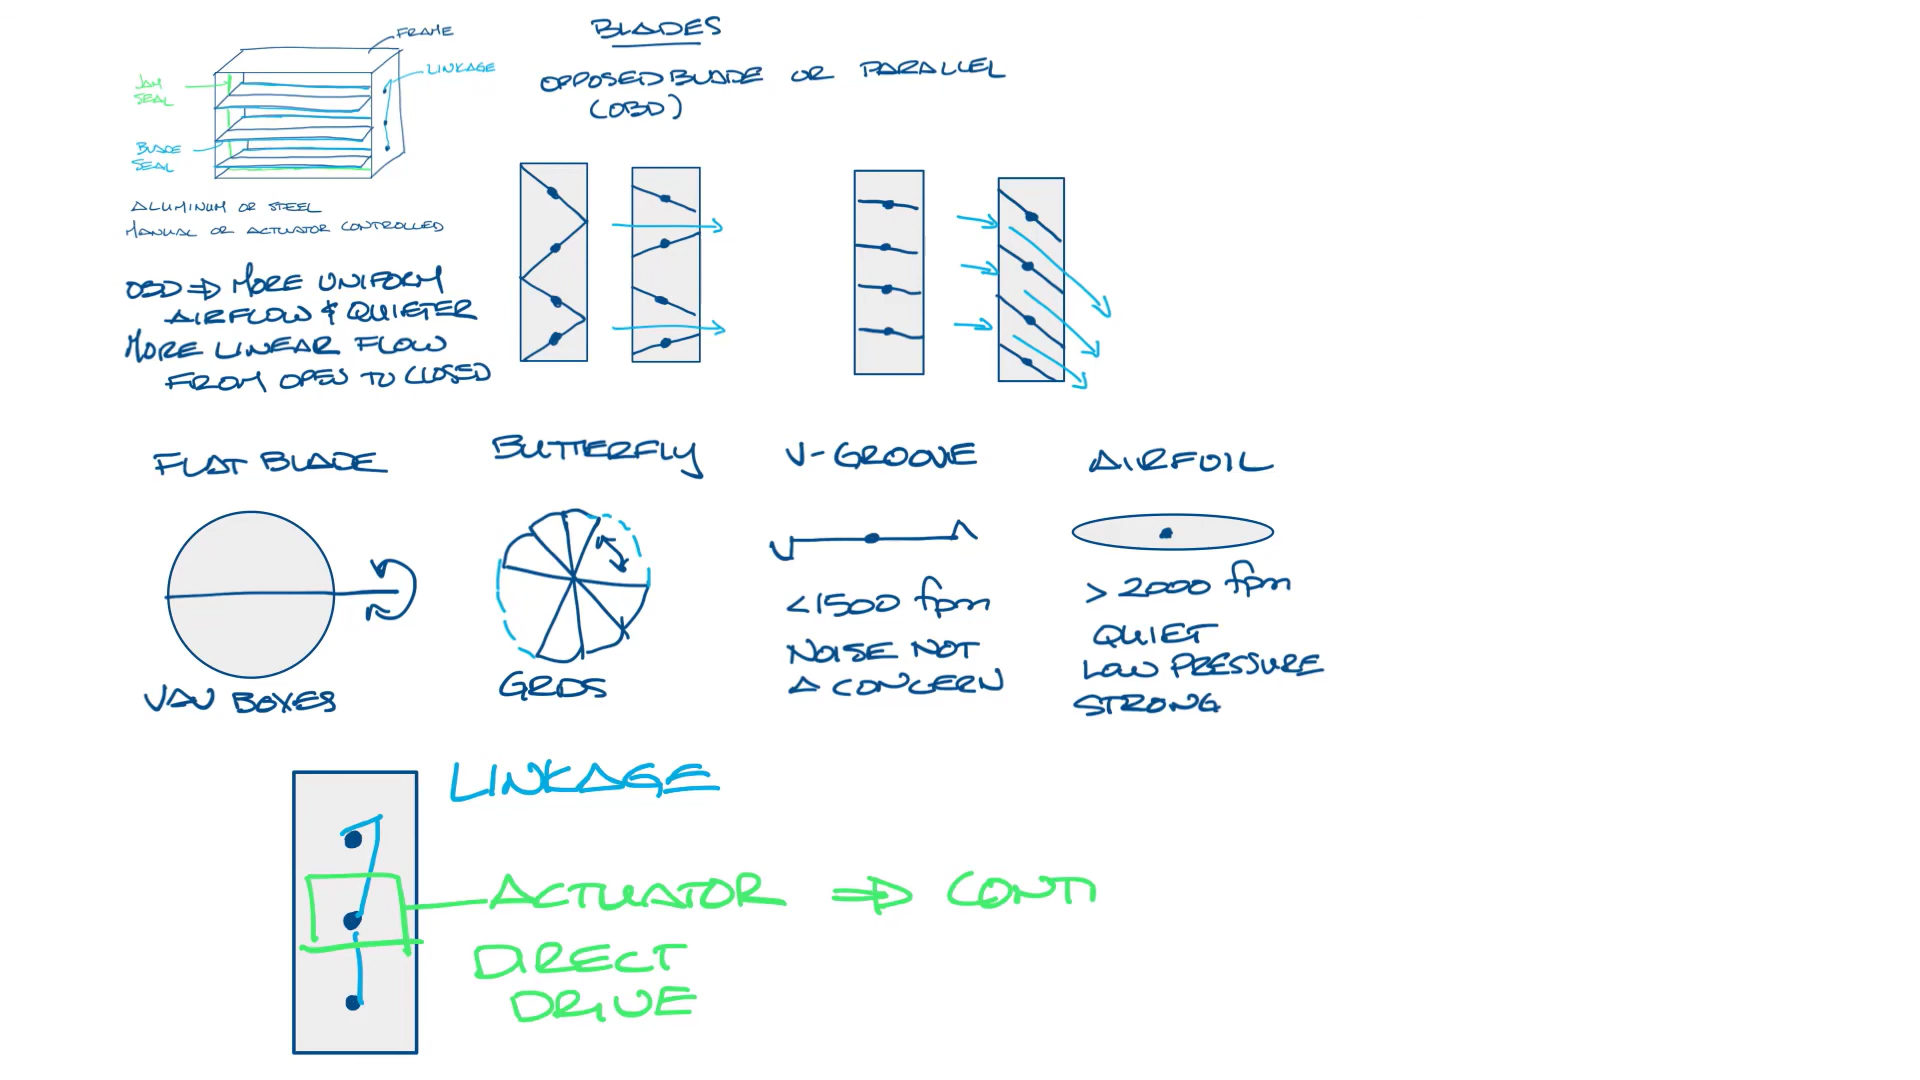 FRAME
LINKAGE
JAM
SEAL
BLADE
SEAL
ALUMINUM OR STEEL
MANUAL OR ACTUATOR CONTROLLED
OBD ⇒ MORE UNIFORM
AIRFLOW & QUIETER
MORE LINEAR FLOW
FROM OPEN TO CLOSED
BLADES
OPPOSED BLADE OR PARALLEL
(OBD)
FLAT BLADE
VAV BOXES
BUTTERFLY
GRDS
V-GROOVE
<1500 fpm
NOISE NOT
A CONCERN
AIRFOIL
> 2000 fpm
QUIET
LOW PRESSURE
STRONG
LINKAGE
ACTUATOR ⇒ CONT
DIRECT
DRIVE